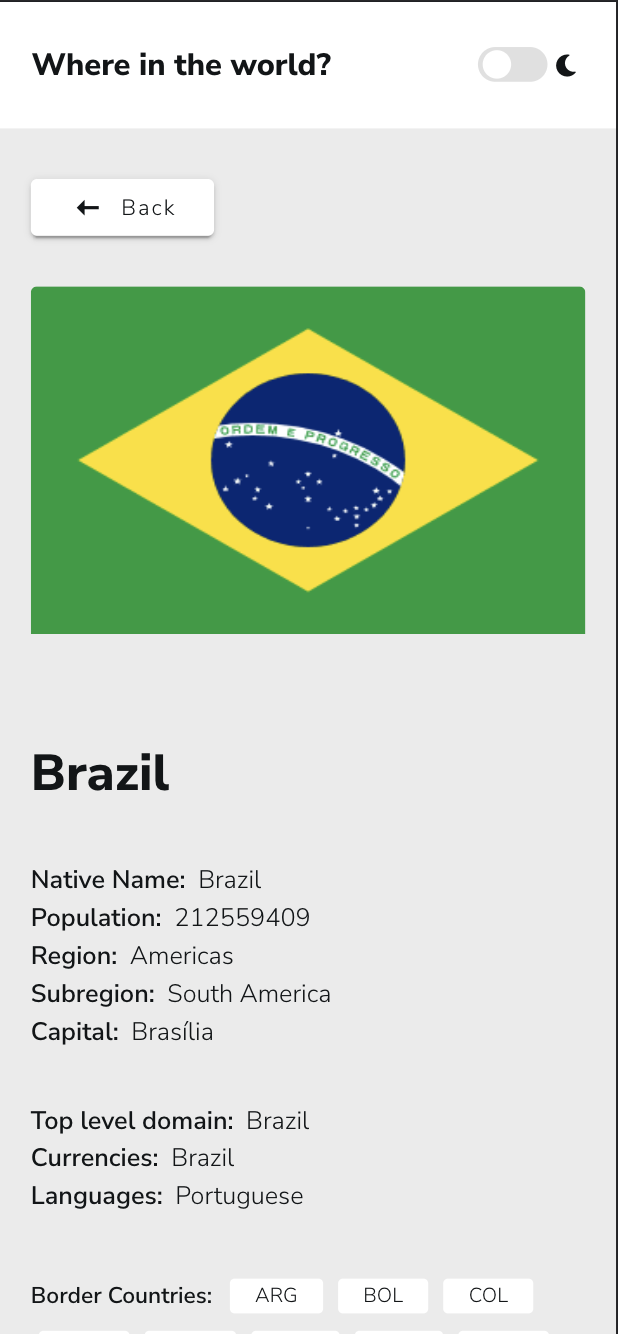 Where in the world?
Back
ORDEM E PROGRESSO
Brazil
Native Name: Brazil
Population: 212559409
Region: Americas
Subregion: South America
Capital: Brasília
Top level domain: Brazil
Currencies: Brazil
Languages: Portuguese
Border Countries: ARG BOL COL